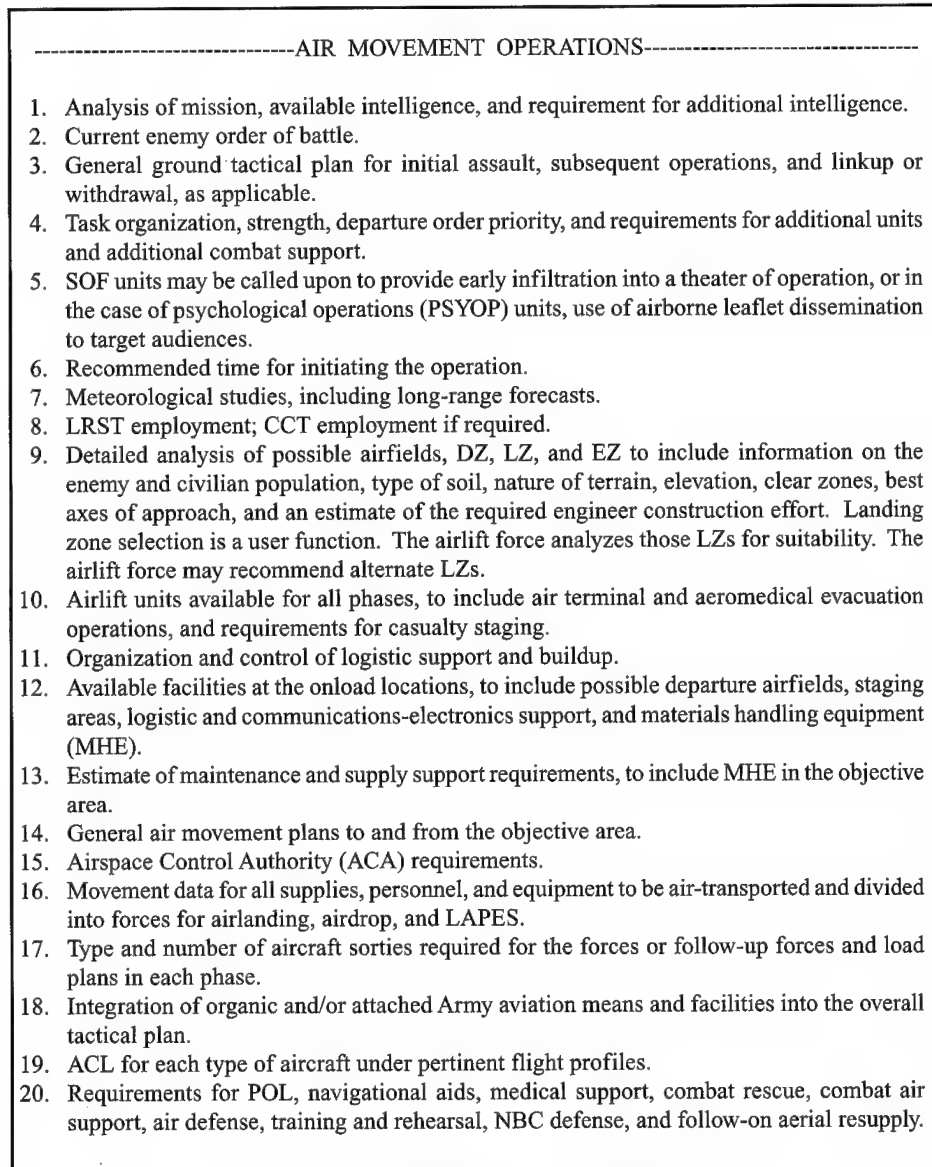 --------------------------------AIR MOVEMENT OPERATIONS----------------------------------
1. Analysis of mission, available intelligence, and requirement for additional intelligence.
2. Current enemy order of battle.
3. General ground tactical plan for initial assault, subsequent operations, and linkup or
withdrawal, as applicable.
4. Task organization, strength, departure order priority, and requirements for additional units
and additional combat support.
5. SOF units may be called upon to provide early infiltration into a theater of operation, or in
the case of psychological operations (PSYOP) units, use of airborne leaflet dissemination
to target audiences.
6. Recommended time for initiating the operation.
7. Meteorological studies, including long-range forecasts.
8. LRST employment; CCT employment if required.
9. Detailed analysis of possible airfields, DZ, LZ, and EZ to include information on the
enemy and civilian population, type of soil, nature of terrain, elevation, clear zones, best
axes of approach, and an estimate of the required engineer construction effort. Landing
zone selection is a user function. The airlift force analyzes those LZs for suitability. The
airlift force may recommend alternate LZs.
10. Airlift units available for all phases, to include air terminal and aeromedical evacuation
operations, and requirements for casualty staging.
11. Organization and control of logistic support and buildup.
12. Available facilities at the onload locations, to include possible departure airfields, staging
areas, logistic and communications-electronics support, and materials handling equipment
(MHE).
13. Estimate of maintenance and supply support requirements, to include MHE in the objective
area.
14. General air movement plans to and from the objective area.
15. Airspace Control Authority (ACA) requirements.
16. Movement data for all supplies, personnel, and equipment to be air-transported and divided
into forces for airlanding, airdrop, and LAPES.
17. Type and number of aircraft sorties required for the forces or follow-up forces and load
plans in each phase.
18. Integration of organic and/or attached Army aviation means and facilities into the overall
tactical plan.
19. ACL for each type of aircraft under pertinent flight profiles.
20. Requirements for POL, navigational aids, medical support, combat rescue, combat air
support, air defense, training and rehearsal, NBC defense, and follow-on aerial resupply.